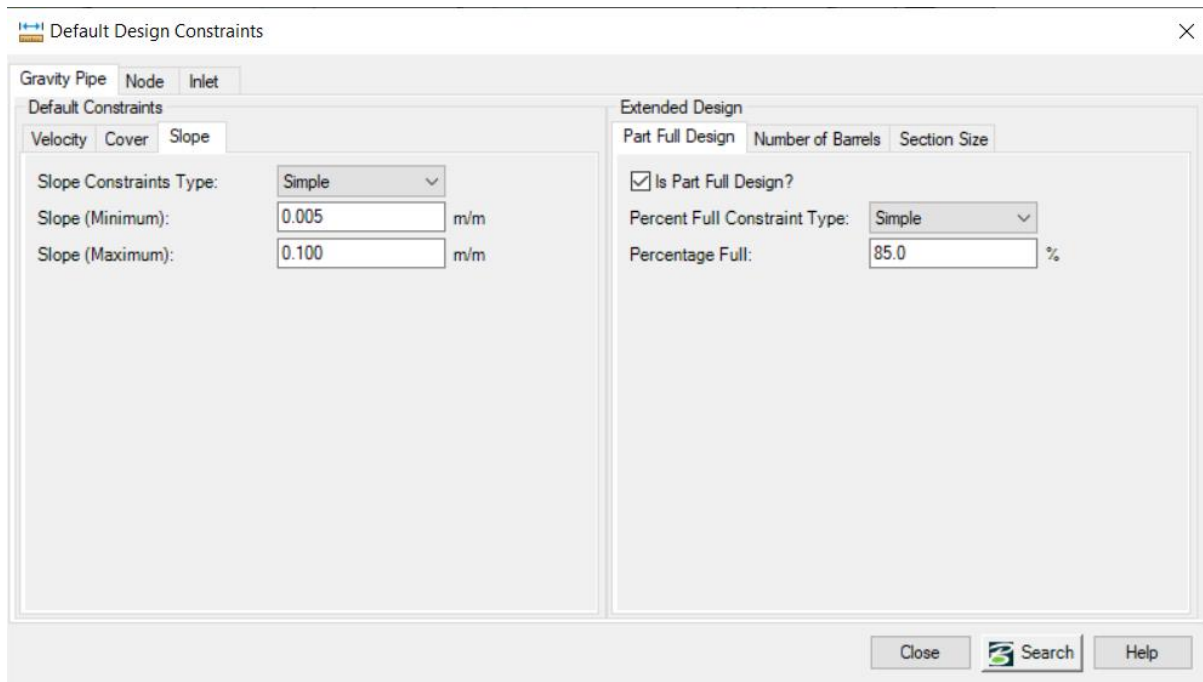 Default Design Constraints
Gravity Pipe Node Inlet
Default Constraints
Velocity Cover Slope
Slope Constraints Type: Simple
Slope (Minimum): 0.005 m/m
Slope (Maximum): 0.100 m/m
Extended Design
Part Full Design Number of Barrels Section Size
Is Part Full Design?
Percent Full Constraint Type: Simple
Percentage Full: 85.0 %
Close Search Help